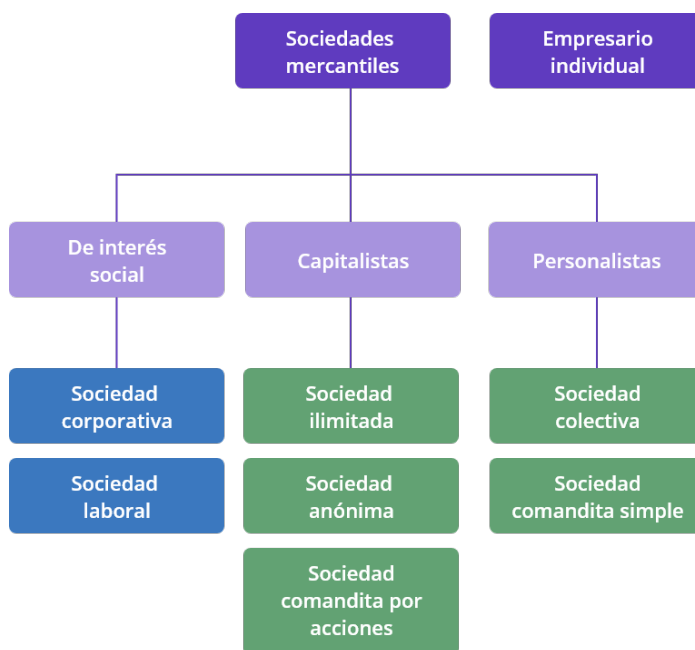 Sociedades
mercantiles
Empresario
individual
De interés
social
Capitalistas
Personalistas
Sociedad
corporativa
Sociedad
ilimitada
Sociedad
colectiva
Sociedad
laboral
Sociedad
anónima
Sociedad
comandita simple
Sociedad
comandita por
acciones